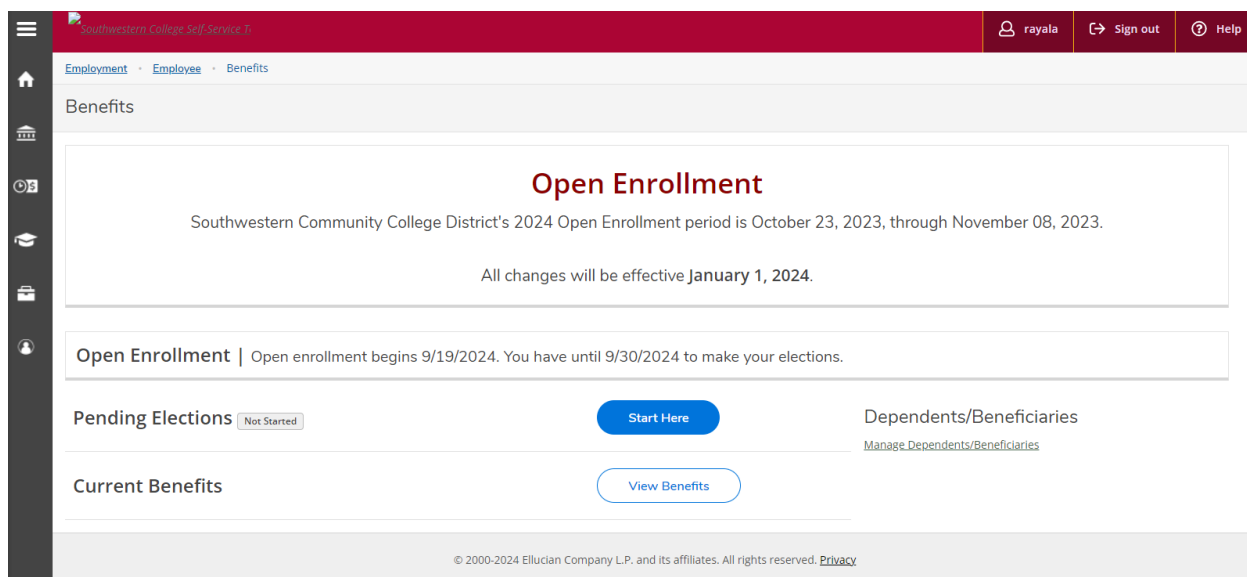 Southwestern College Self-Service T
rayala
Sign out
Help
Employment · Employee · Benefits
Benefits
Open Enrollment
Southwestern Community College District's 2024 Open Enrollment period is October 23, 2023, through November 08, 2023.
All changes will be effective January 1, 2024.
Open Enrollment | Open enrollment begins 9/19/2024. You have until 9/30/2024 to make your elections.
Pending Elections Not Started
Start Here
Dependents/Beneficiaries
Manage Dependents/Beneficiaries
Current Benefits
View Benefits
© 2000-2024 Ellucian Company L.P. and its affiliates. All rights reserved. Privacy